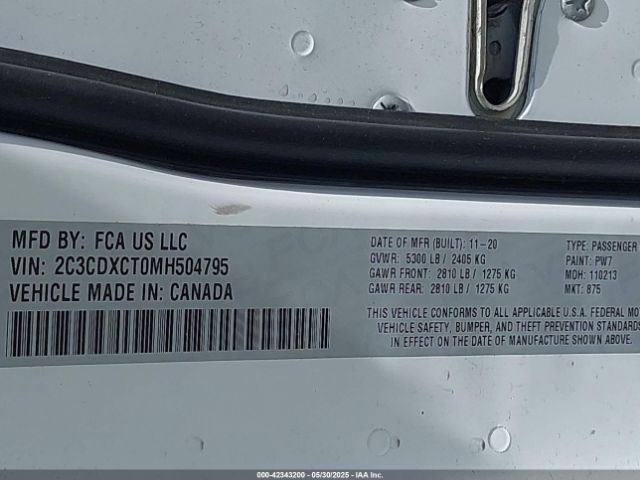 MFD BY: FCA US LLC
VIN: 2C3CDXCT0MH504795
VEHICLE MADE IN: CANADA
DATE OF MFR (BUILT): 11-20
GVWR: 5300 LB / 2405 KG
GAWR FRONT: 2810 LB / 1275 KG
GAWR REAR: 2810 LB / 1275 KG
TYPE: PASSENGER
PAINT: PW7
MDH: 110213
MKT: 875
THIS VEHICLE CONFORMS TO ALL APPLICABLE U.S.A. FEDERAL MO
VEHICLE SAFETY, BUMPER, AND THEFT PREVENTION STANDARDS
IN EFFECT ON THE DATE OF MANUFACTURE SHOWN ABOVE.
000-42343200 - 05/30/2025 - IAAI.com